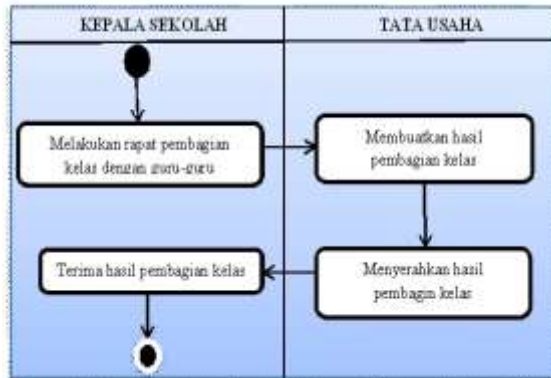 KEPALA SEKOLAH
TATA USAHA
Melakukan rapat pembagian
kelas dengan guru-guru
Membuatkan hasil
pembagian kelas
Terima hasil pembagian kelas
Menyerahkan hasil
pembagin kelas